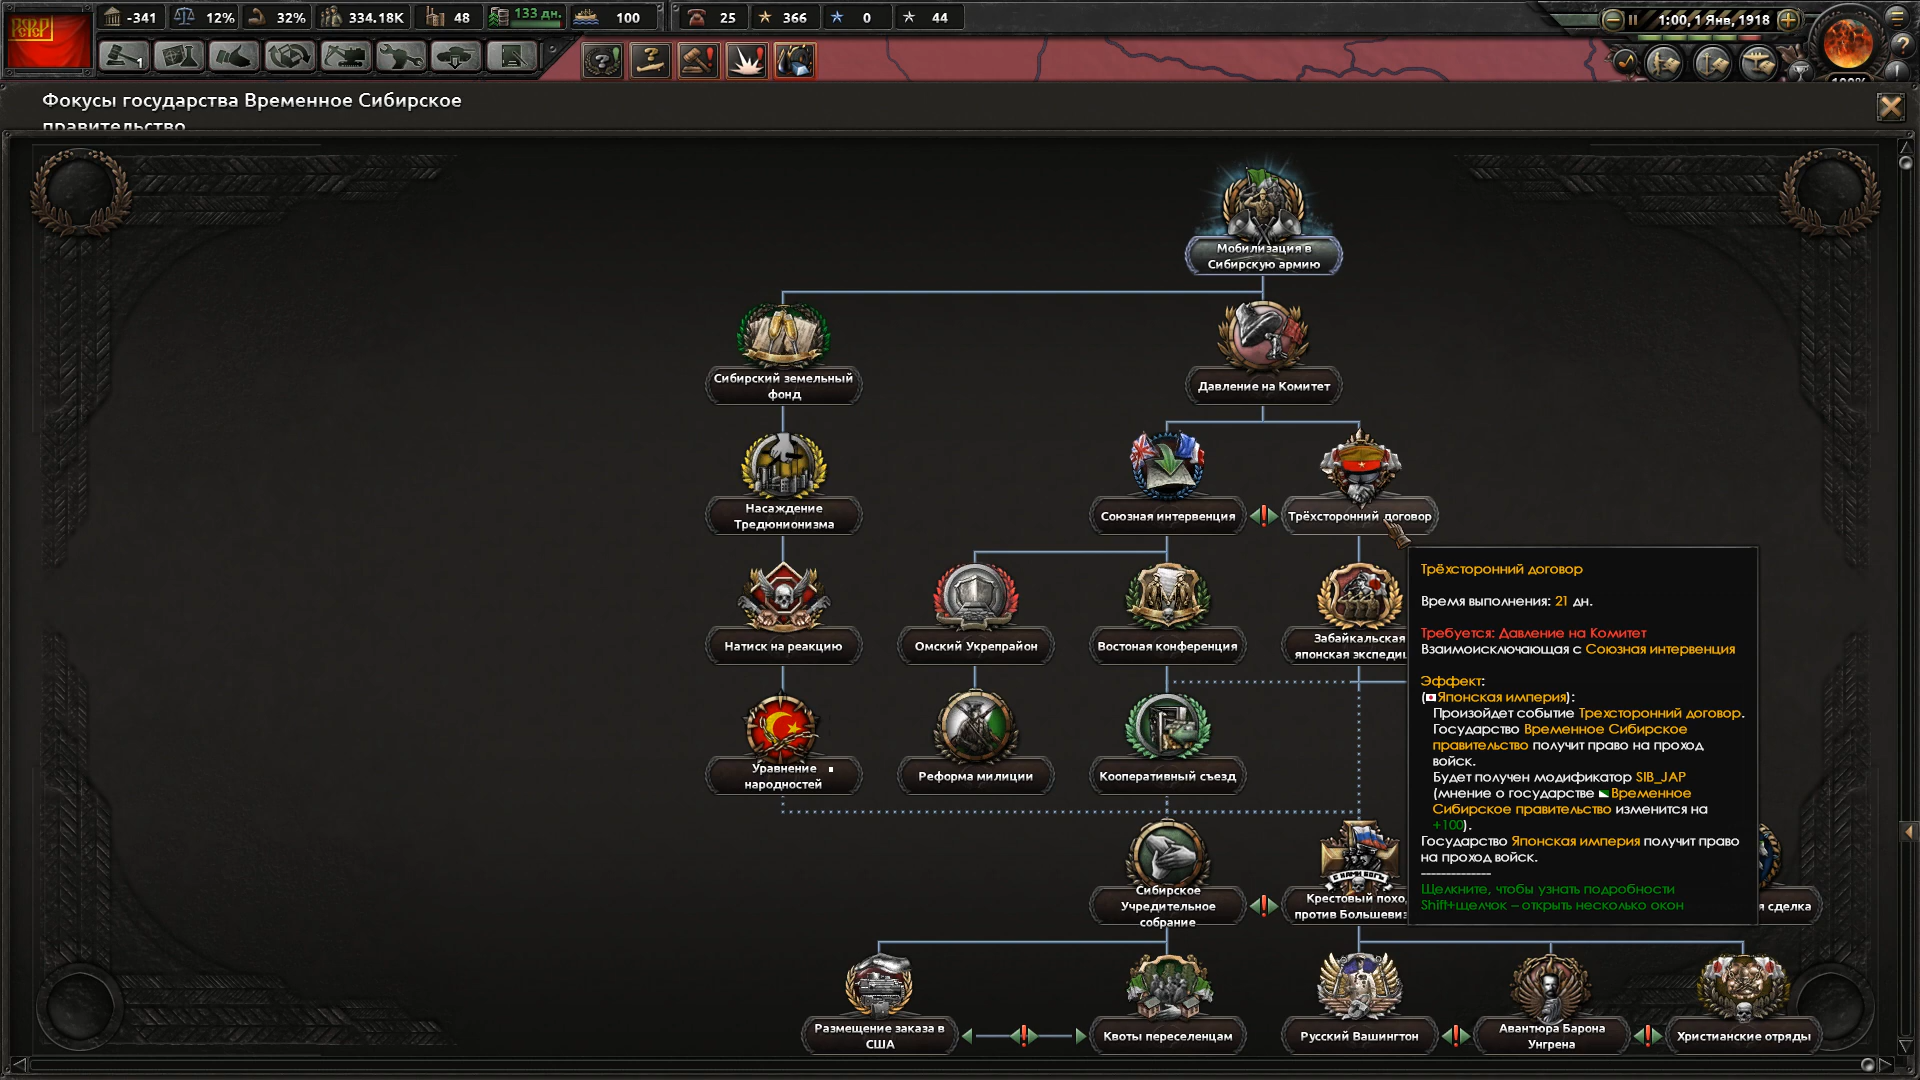 -341
12%
32%
334.18K
48
133 дн.
100
25
366
0
44
1:00, 1 Янв, 1918
1
Фокусы государства Временное Сибирское
правительство
Мобилизация в
Сибирскую армию
Сибирский земельный
фонд
Давление на Комитет
Насаждение
Тредюнионизма
Союзная интервенция
Трёхсторонний договор
Натиск на реакцию
Омский Укрепрайон
Востоная конференция
Забайкальская
японская экспедиц
Уравнение
народностей
Реформа милиции
Кооперативный съезд
Трёхсторонний договор
Время выполнения: 21 дн.
Требуется: Давление на Комитет
Взаимоисключающая с Союзная интервенция
Эффект:
(Японская империя):
Произойдет событие Трехсторонний договор.
Государство Временное Сибирское
правительство получит право на проход
войск.
Будет получен модификатор SIB_JAP
(мнение о государстве Временное
Сибирское правительство изменится на
+100).
Государство Японская империя получит право
на проход войск.
--------------
Щелкните, чтобы узнать подробности
Shift+щелчок – открыть несколько окон
Сибирское
Учредительное
собрание
С НАМИ БОГЪ
Крестовый похо
против Большевиз
я сделка
Размещение заказа в
США
Квоты переселенцам
Русский Вашингтон
Авантюра Барона
Унгрена
Христианские отряды